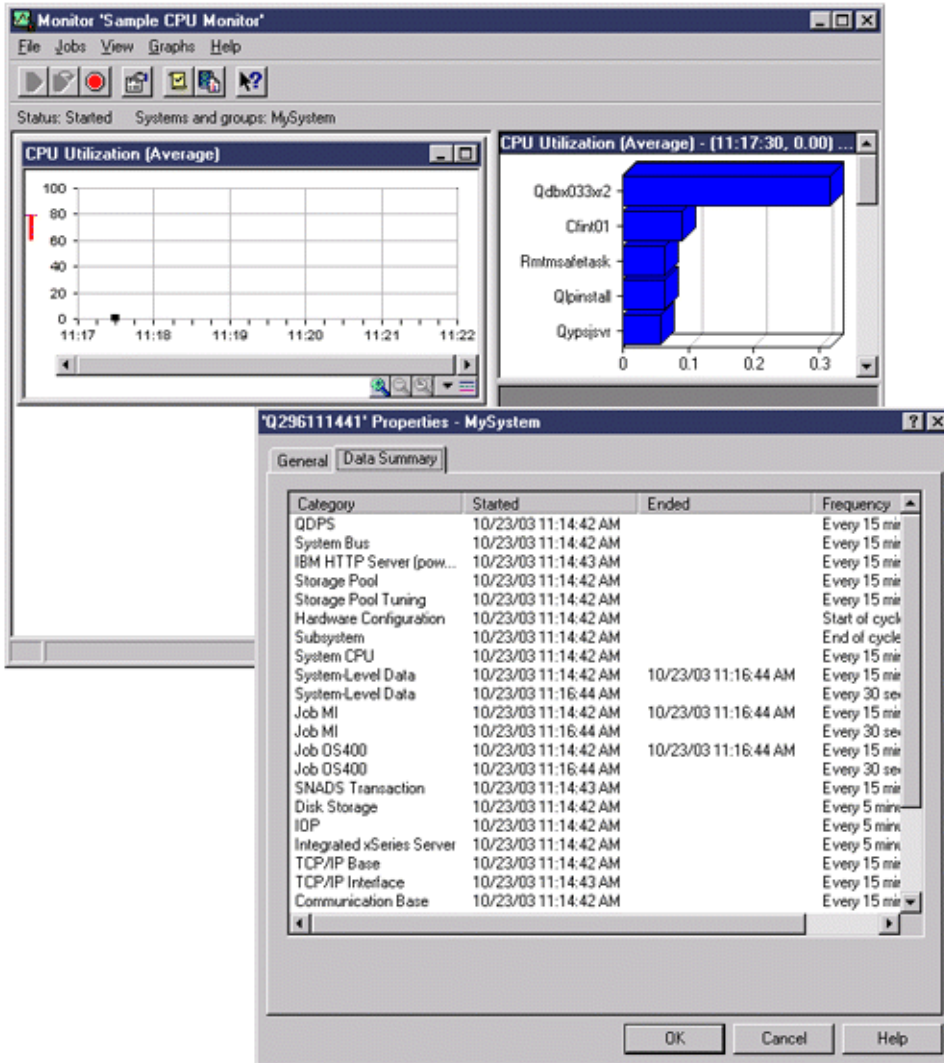 Monitor 'Sample CPU Monitor'
File Jobs View Graphs Help
Status: Started Systems and groups: MySystem
CPU Utilization (Average)
100
80
60
40
20
0
11:17 11:18 11:19 11:20 11:21 11:22
CPU Utilization (Average) - (11:17:30, 0.00) ...
Qdbx033xr2
Cfint01
Rmtmsafetask
Qlpinstall
Qypsjsvr
0 0.1 0.2 0.3
'Q296111441' Properties - MySystem
General Data Summary
Category Started Ended Frequency
QDPS 10/23/03 11:14:42 AM Every 15 min
System Bus 10/23/03 11:14:42 AM Every 15 min
IBM HTTP Server (pow... 10/23/03 11:14:43 AM Every 15 min
Storage Pool 10/23/03 11:14:42 AM Every 15 min
Storage Pool Tuning 10/23/03 11:14:42 AM Every 15 min
Hardware Configuration 10/23/03 11:14:42 AM Start of cycl
Subsystem 10/23/03 11:14:42 AM End of cycle
System CPU 10/23/03 11:14:42 AM Every 15 min
System-Level Data 10/23/03 11:14:42 AM 10/23/03 11:16:44 AM Every 15 min
System-Level Data 10/23/03 11:16:44 AM Every 30 se
Job MI 10/23/03 11:14:42 AM 10/23/03 11:16:44 AM Every 15 min
Job MI 10/23/03 11:16:44 AM Every 30 se
Job OS400 10/23/03 11:14:42 AM 10/23/03 11:16:44 AM Every 15 min
Job OS400 10/23/03 11:16:44 AM Every 30 se
SNADS Transaction 10/23/03 11:14:43 AM Every 15 min
Disk Storage 10/23/03 11:14:42 AM Every 5 minu
IOP 10/23/03 11:14:42 AM Every 5 minu
Integrated xSeries Server 10/23/03 11:14:42 AM Every 5 minu
TCP/IP Base 10/23/03 11:14:42 AM Every 15 min
TCP/IP Interface 10/23/03 11:14:43 AM Every 15 min
Communication Base 10/23/03 11:14:42 AM Every 15 min
OK Cancel Help